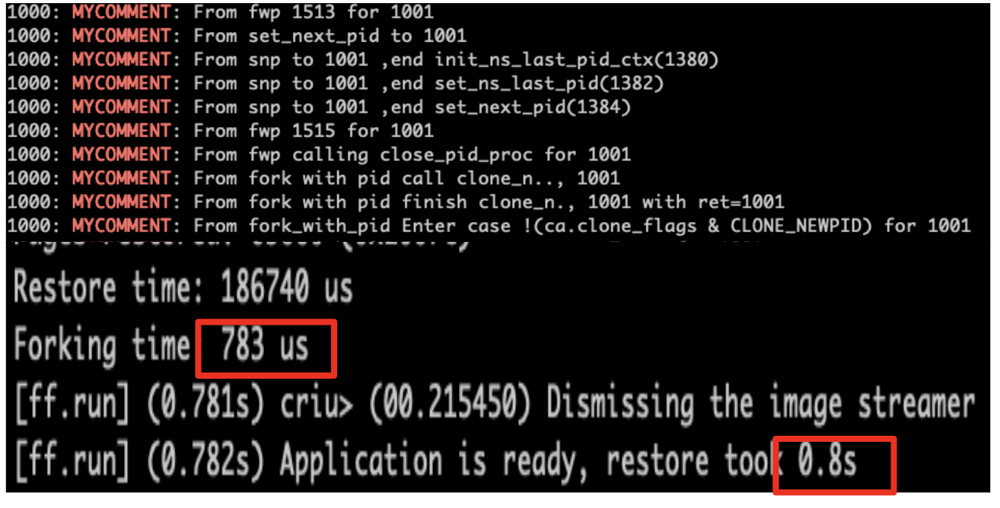 1000: MYCOMMENT: From fwp 1513 for 1001
1000: MYCOMMENT: From set_next_pid to 1001
1000: MYCOMMENT: From snp to 1001 ,end init_ns_last_pid_ctx(1380)
1000: MYCOMMENT: From snp to 1001 ,end set_ns_last_pid(1382)
1000: MYCOMMENT: From snp to 1001 ,end set_next_pid(1384)
1000: MYCOMMENT: From fwp 1515 for 1001
1000: MYCOMMENT: From fwp calling close_pid_proc for 1001
1000: MYCOMMENT: From fork with pid call clone_n.., 1001
1000: MYCOMMENT: From fork with pid finish clone_n., 1001 with ret=1001
1000: MYCOMMENT: From fork_with_pid Enter case !(ca.clone_flags & CLONE_NEWPID) for 1001
Restore time: 186740 us
Forking time 783 us
[ff.run] (0.781s) criu> (00.215450) Dismissing the image streamer
[ff.run] (0.782s) Application is ready, restore took 0.8s